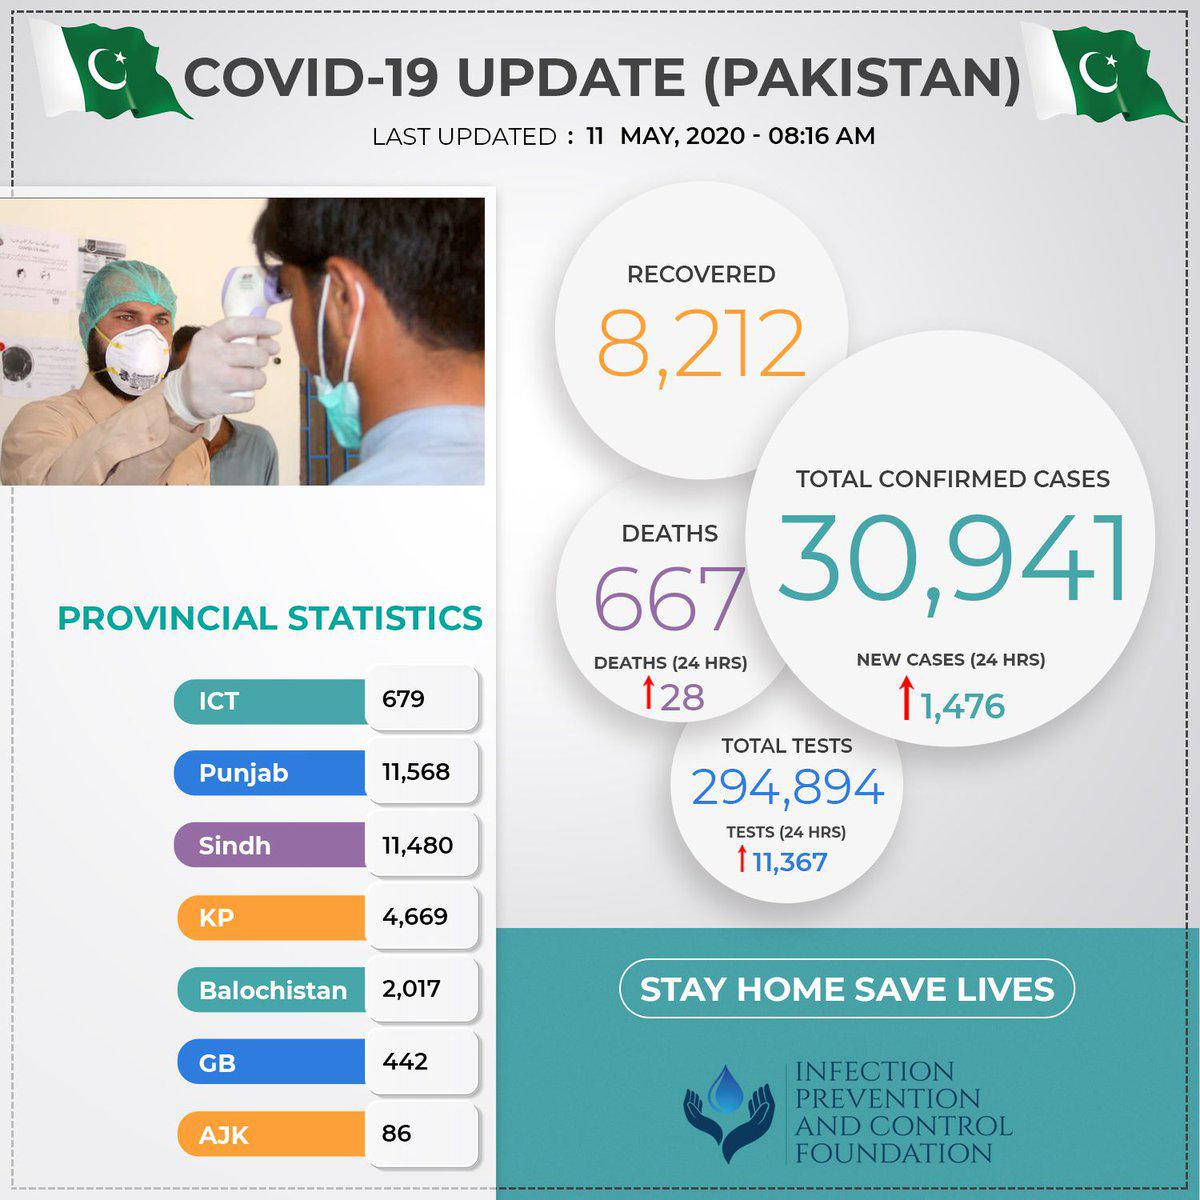 COVID-19 UPDATE (PAKISTAN)
LAST UPDATED : 11 MAY, 2020 - 08:16 AM
RECOVERED
8,212
TOTAL CONFIRMED CASES
30,941
NEW CASES (24 HRS)
1,476
DEATHS
667
DEATHS (24 HRS)
28
TOTAL TESTS
294,894
TESTS (24 HRS)
11,367
PROVINCIAL STATISTICS
ICT 679
Punjab 11,568
Sindh 11,480
KP 4,669
Balochistan 2,017
GB 442
AJK 86
STAY HOME SAVE LIVES
INFECTION
PREVENTION
AND CONTROL
FOUNDATION